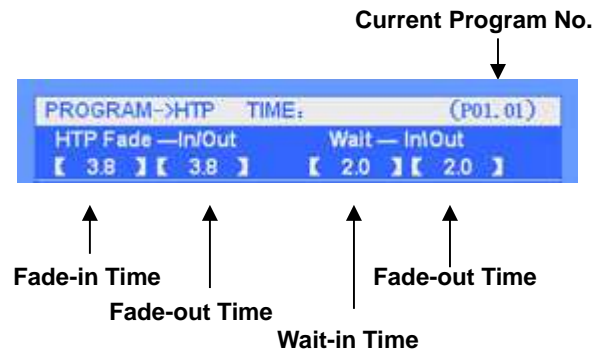 Current Program No.
PROGRAM->HTP TIME: (P01.01)
HTP Fade —In/Out Wait — In\Out
【 3.8 】【 3.8 】 【 2.0 】【 2.0 】
Fade-in Time Fade-out Time
Fade-out Time
Wait-in Time